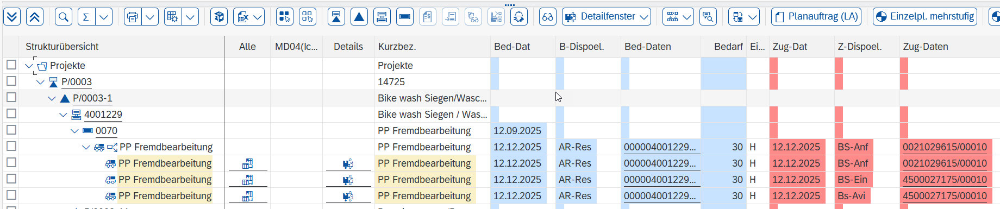 Σ Detailfenster Planauftrag (LA) Einzelpl. mehrstufig
Strukturübersicht Alle MD04(Ic... Details Kurzbez. Bed-Dat B-Dispoel. Bed-Daten Bedarf Ei... Zug-Dat Z-Dispoel. Zug-Daten
Projekte Projekte
P/0003 14725
P/0003-1 Bike wash Siegen/Wasc...
4001229 Bike wash Siegen / Was...
0070 PP Fremdbearbeitung 12.09.2025
PP Fremdbearbeitung PP Fremdbearbeitung 12.12.2025 AR-Res 000004001229... 30 H 12.12.2025 BS-Anf 0021029615/00010
PP Fremdbearbeitung PP Fremdbearbeitung 12.12.2025 AR-Res 000004001229... 30 H 12.12.2025 BS-Anf 0021029615/00010
PP Fremdbearbeitung PP Fremdbearbeitung 12.12.2025 AR-Res 000004001229... 30 H 12.12.2025 BS-Ein 4500027175/00010
PP Fremdbearbeitung PP Fremdbearbeitung 12.12.2025 AR-Res 000004001229... 30 H 12.12.2025 Bs-Avi 4500027175/00010